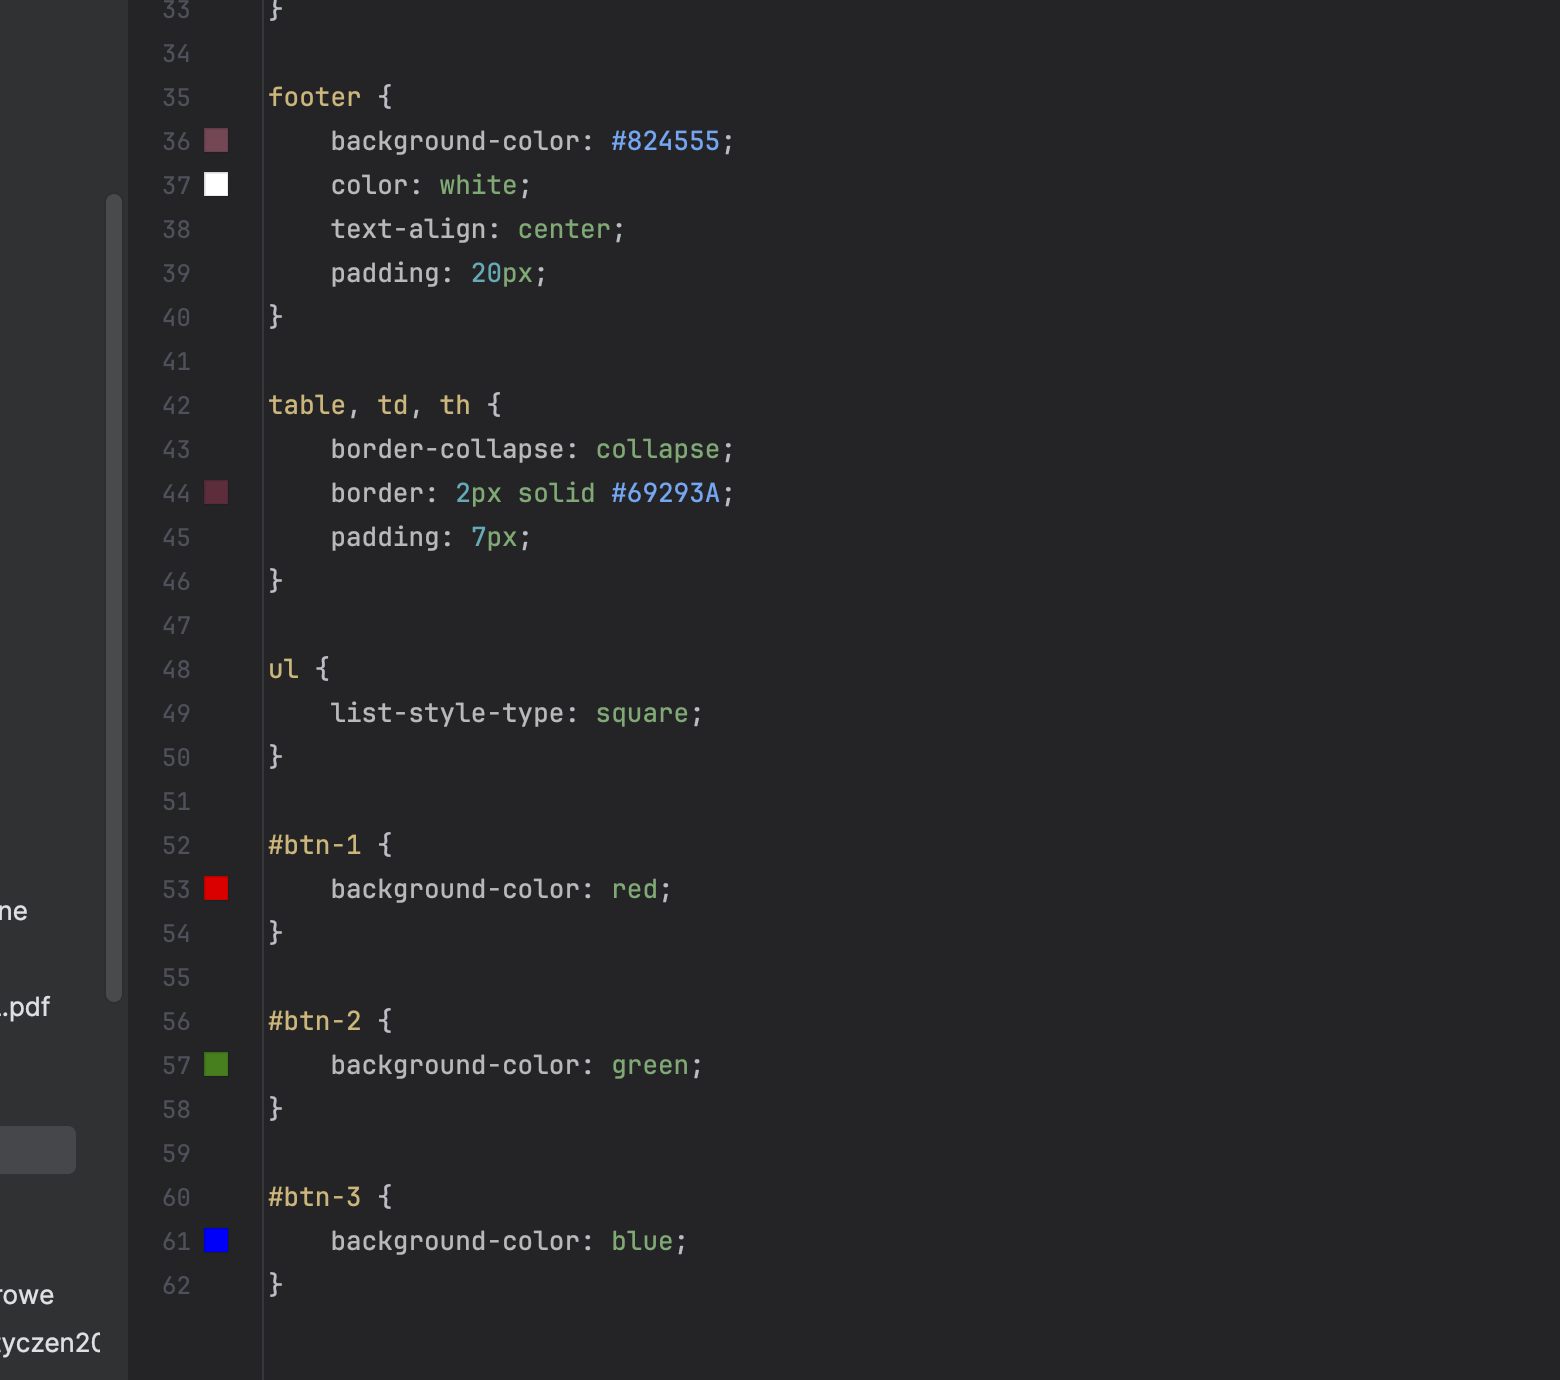 33 }
34
35 footer {
36 background-color: #824555;
37 color: white;
38 text-align: center;
39 padding: 20px;
40 }
41
42 table, td, th {
43 border-collapse: collapse;
44 border: 2px solid #69293A;
45 padding: 7px;
46 }
47
48 ul {
49 list-style-type: square;
50 }
51
52 #btn-1 {
53 background-color: red;
54 }
55
56 #btn-2 {
57 background-color: green;
58 }
59
60 #btn-3 {
61 background-color: blue;
62 }
ne
.pdf
owe
yczen20